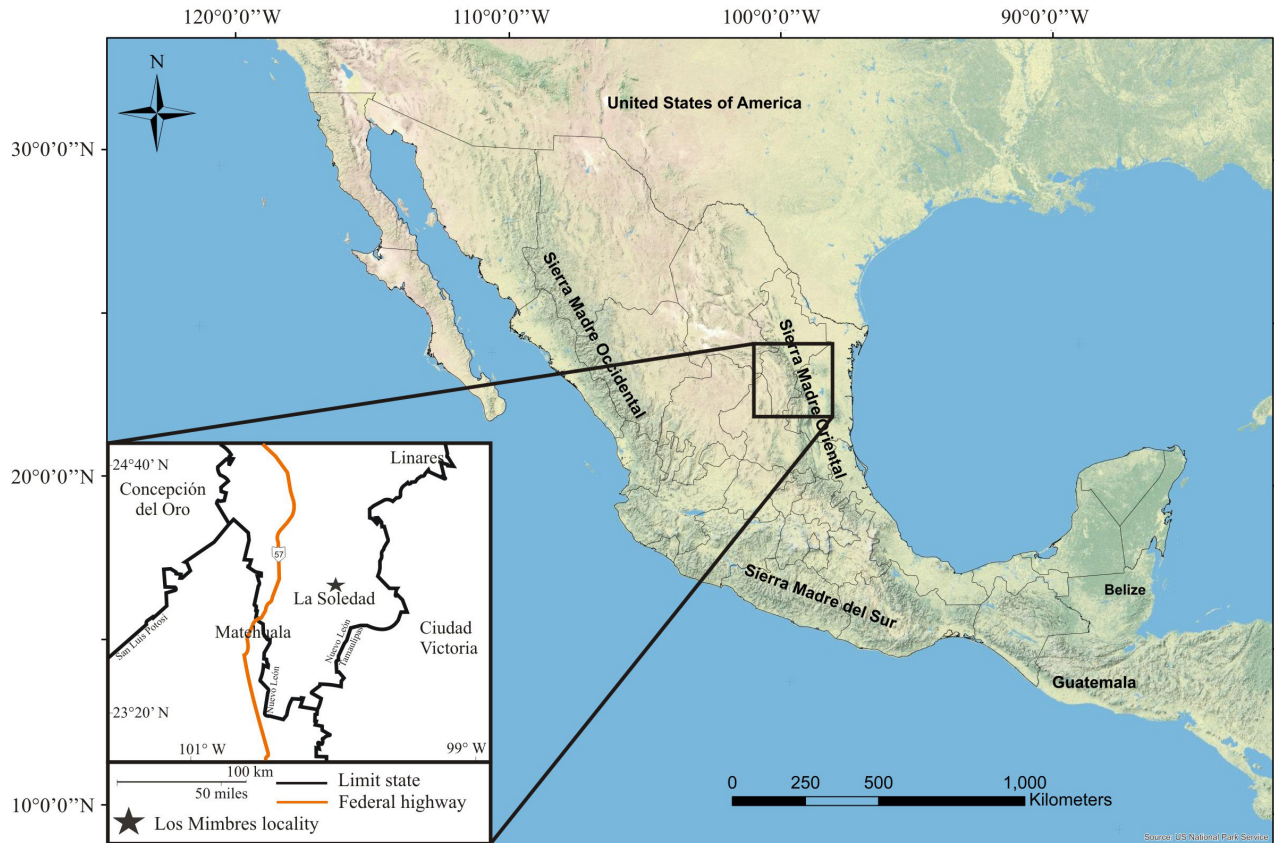 120°0'0''W
110°0'0''W
100°0'0''W
90°0'0''W
N
30°0'0''N
20°0'0''N
10°0'0''N
United States of America
Sierra Madre Occidental
Sierra Madre Oriental
Sierra Madre del Sur
Belize
Guatemala
24°40' N
Linares
Concepción
del Oro
57
La Soledad
Matehuala
San Luis Potosí
Nuevo León
Tamaulipas
Ciudad
Victoria
Nuevo León
23°20' N
101° W
99° W
100 km
50 miles
Limit state
Federal highway
Los Mimbres locality
0 250 500 1,000
Kilometers
Source: US National Park Service